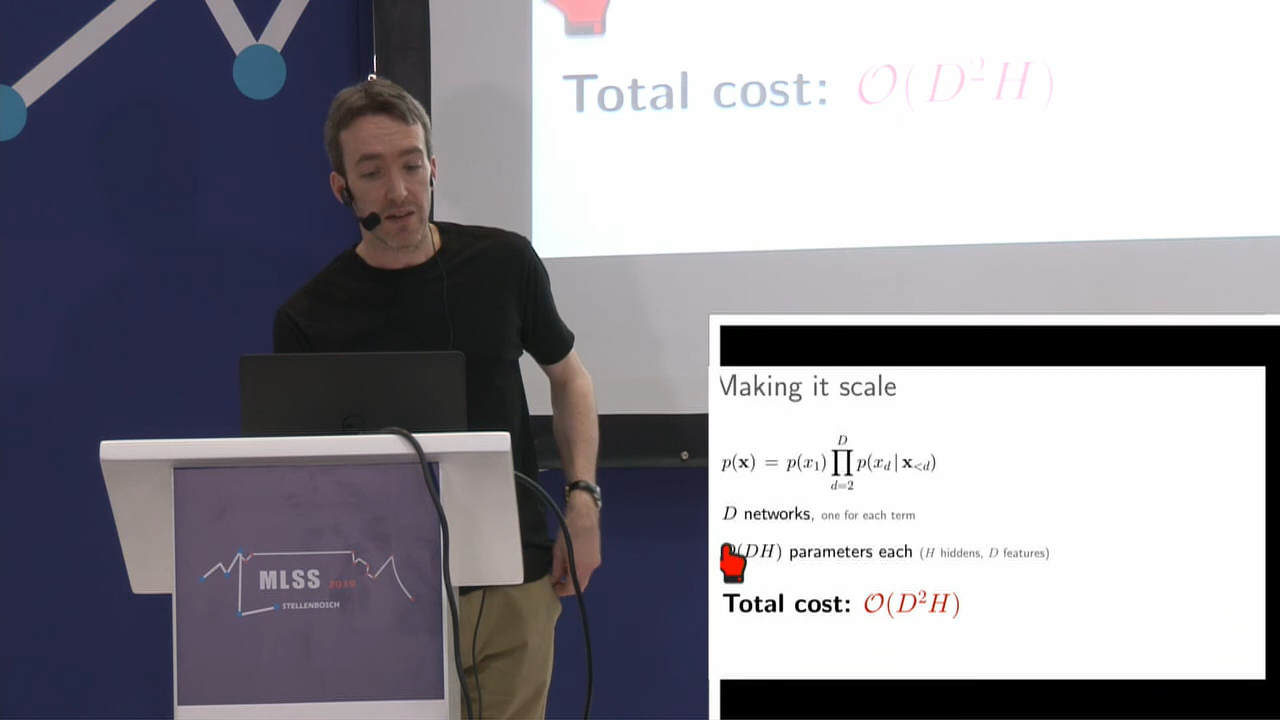 Total cost: O(D²H)
Making it scale
p(x) = p(x₁) ∏_{d=2}^{D} p(x_d | x_{<d})
D networks, one for each term
(DH) parameters each (H hiddens, D features)
Total cost: O(D²H)
MLSS 2019
STELLENBOSCH